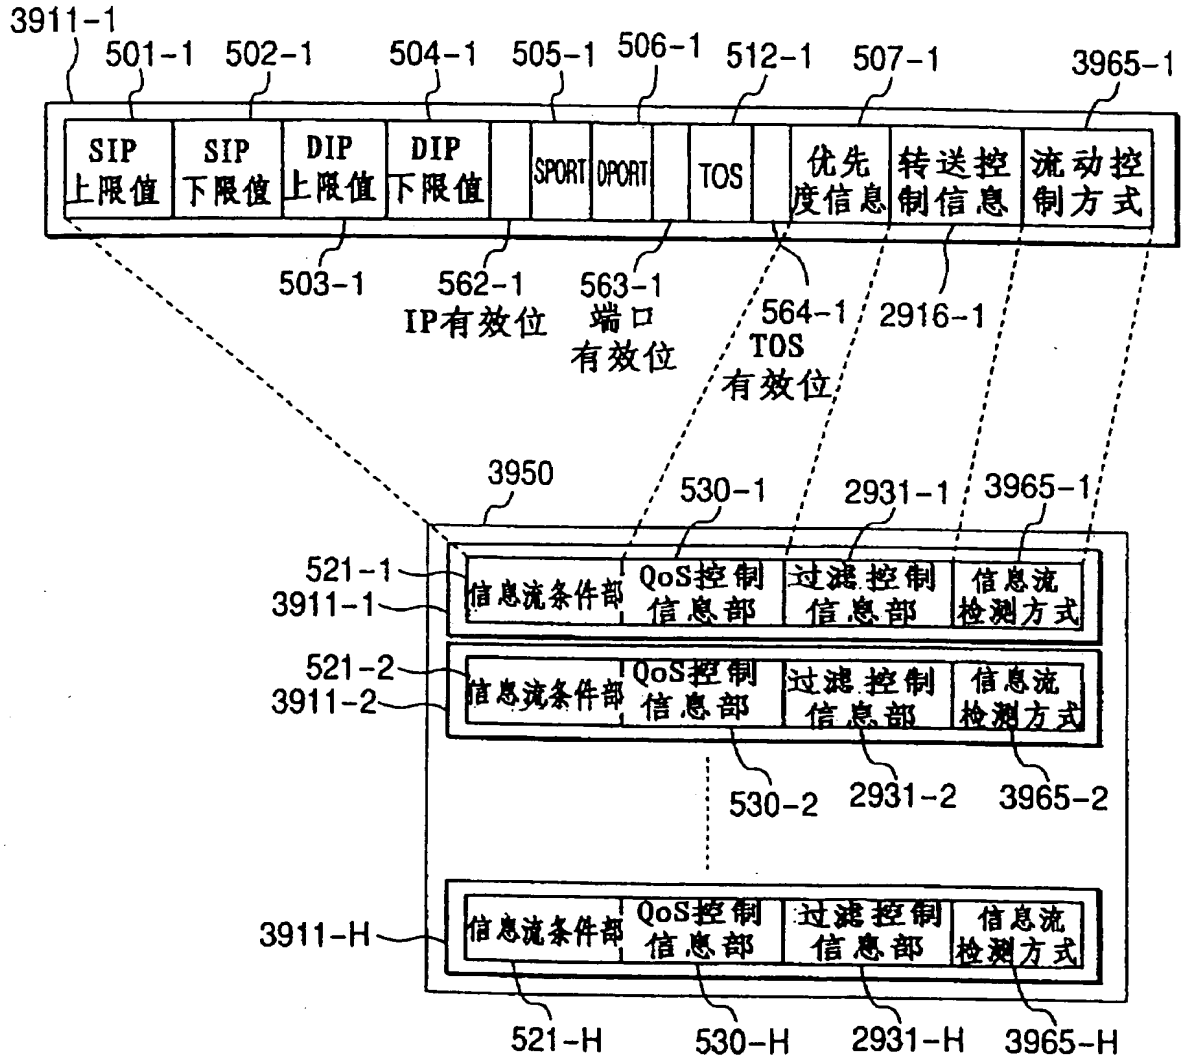 3911-1
501-1
502-1
504-1
505-1
506-1
512-1
507-1
3965-1
SIP
上限值
SIP
下限值
DIP
上限值
DIP
下限值
SPORT
DPORT
TOS
优先
度信息
转送控
制信息
流动控
制方式
503-1
562-1
IP有效位
563-1
端口
有效位
564-1
TOS
有效位
2916-1
3950
530-1
2931-1
3965-1
521-1
3911-1
信息流条件部
QoS控制
信息部
过滤控制
信息部
信息流
检测方式
521-2
3911-2
信息流条件部
QoS控制
信息部
过滤控制
信息部
信息流
检测方式
530-2
2931-2
3965-2
3911-H
信息流条件部
QoS控制
信息部
过滤控制
信息部
信息流
检测方式
521-H
530-H
2931-H
3965-H